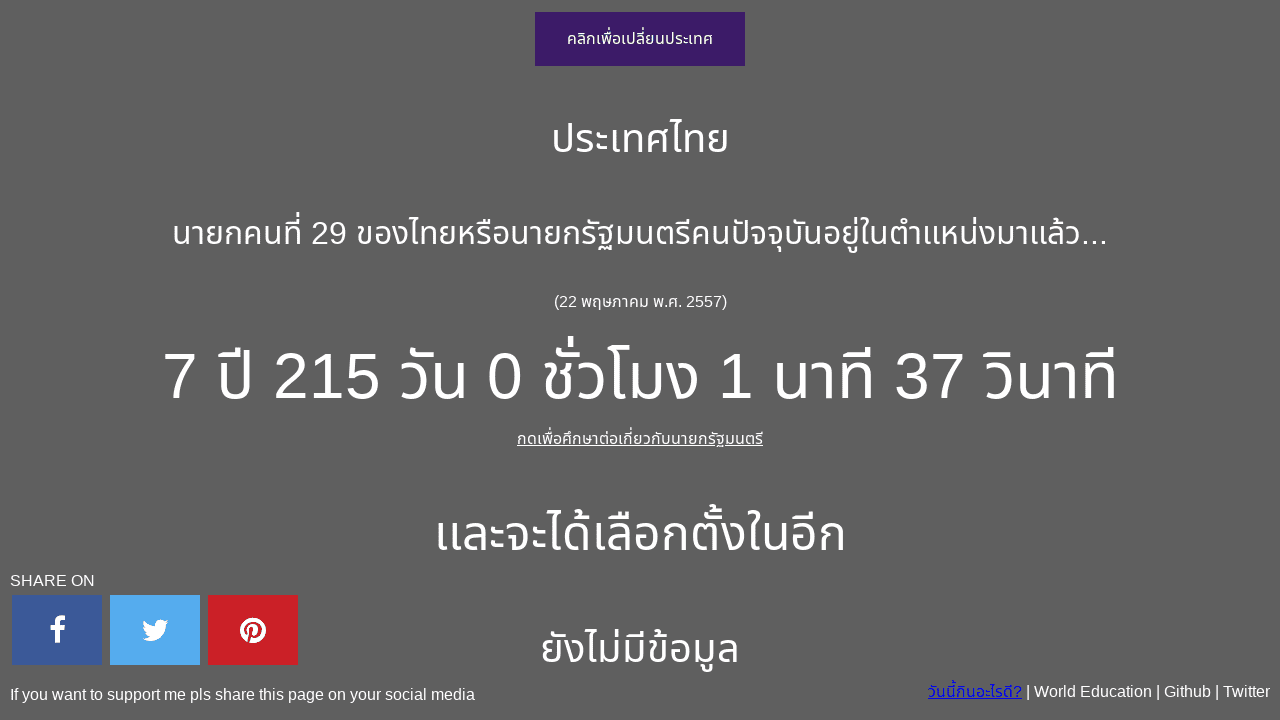 คลิกเพื่อเปลี่ยนประเทศ
ประเทศไทย
นายกคนที่ 29 ของไทยหรือนายกรัฐมนตรีคนปัจจุบันอยู่ในตำแหน่งมาแล้ว...
(22 พฤษภาคม พ.ศ. 2557)
7 ปี 215 วัน 0 ชั่วโมง 1 นาที 37 วินาที
กดเพื่อศึกษาต่อเกี่ยวกับนายกรัฐมนตรี
และจะได้เลือกตั้งในอีก
ยังไม่มีข้อมูล
SHARE ON
If you want to support me pls share this page on your social media
วันนี้กินอะไรดี? | World Education | Github | Twitter